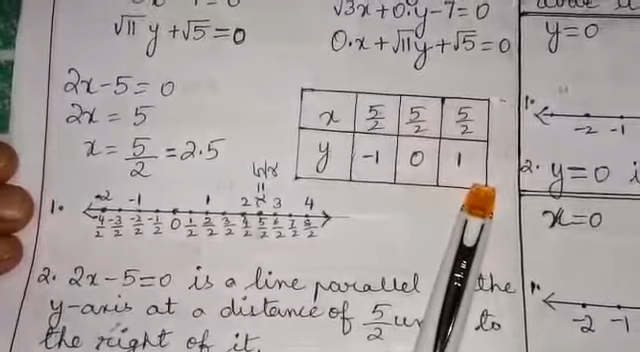 √11 y + √5 = 0
√3x + 0.y - 7 = 0
0.x + √11y + √5 = 0
y = 0
2x - 5 = 0
2x = 5
x = 5/2 = 2.5
x 5/2 5/2 5/2
y -1 0 1
-2 -1
2. y = 0
5/2
=
1. -2 -1 1 2 3 4
-4/2 -3/2 -2/2 -1/2 0 1/2 2/2 3/2 4/2 5/2 6/2 7/2 8/2
x = 0
2. 2x - 5 = 0 is a line parallel the
y-axis at a distance of 5/2 to
the right of it.
-2 -1